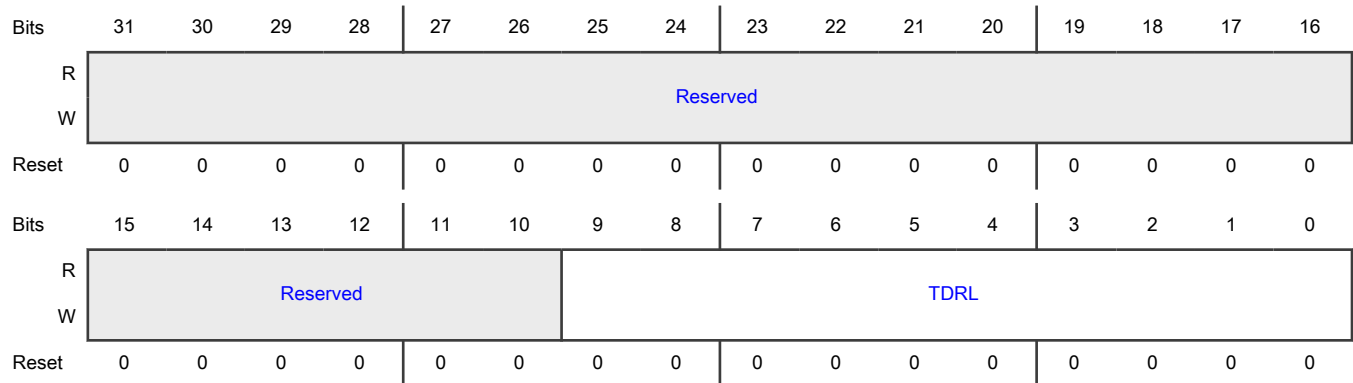 Bits 31 30 29 28 27 26 25 24 23 22 21 20 19 18 17 16
R
Reserved
W
Reset 0 0 0 0 0 0 0 0 0 0 0 0 0 0 0 0
Bits 15 14 13 12 11 10 9 8 7 6 5 4 3 2 1 0
R
Reserved TDRL
W
Reset 0 0 0 0 0 0 0 0 0 0 0 0 0 0 0 0